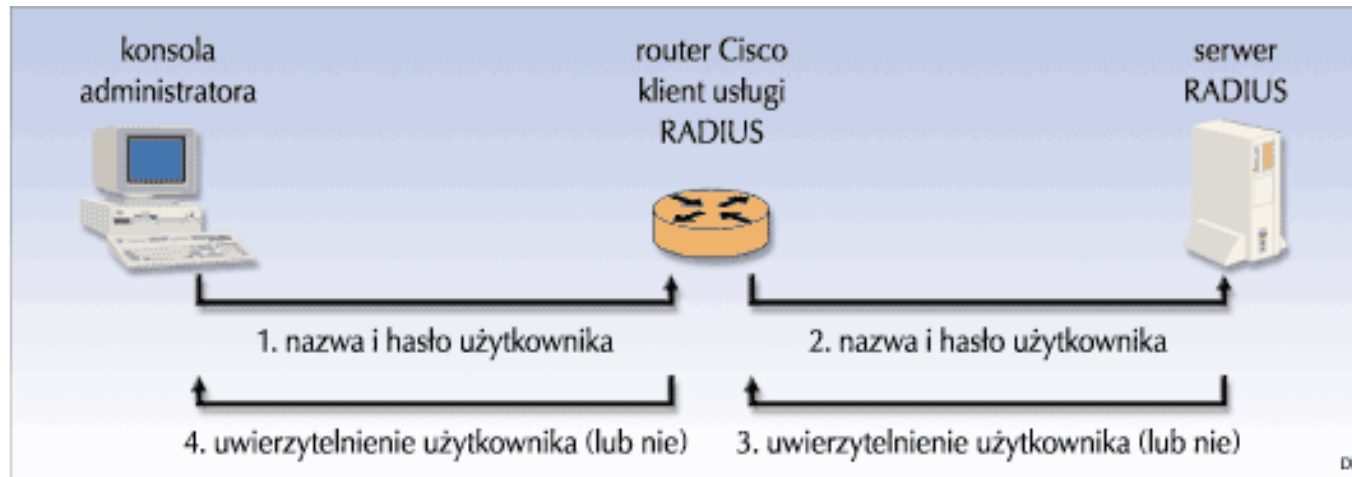 konsola
administratora
router Cisco
klient usługi
RADIUS
serwer
RADIUS
1. nazwa i hasło użytkownika
2. nazwa i hasło użytkownika
4. uwierzytelnienie użytkownika (lub nie)
3. uwierzytelnienie użytkownika (lub nie)